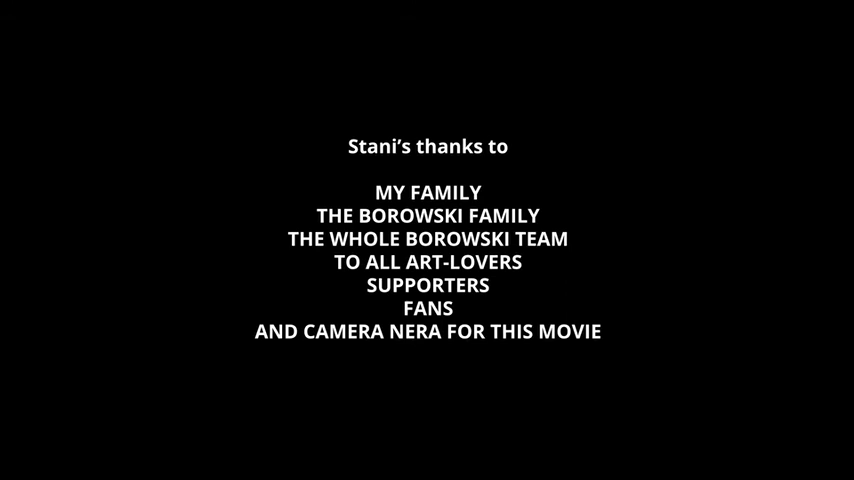 Stani’s thanks to
MY FAMILY
THE BOROWSKI FAMILY
THE WHOLE BOROWSKI TEAM
TO ALL ART-LOVERS
SUPPORTERS
FANS
AND CAMERA NERA FOR THIS MOVIE